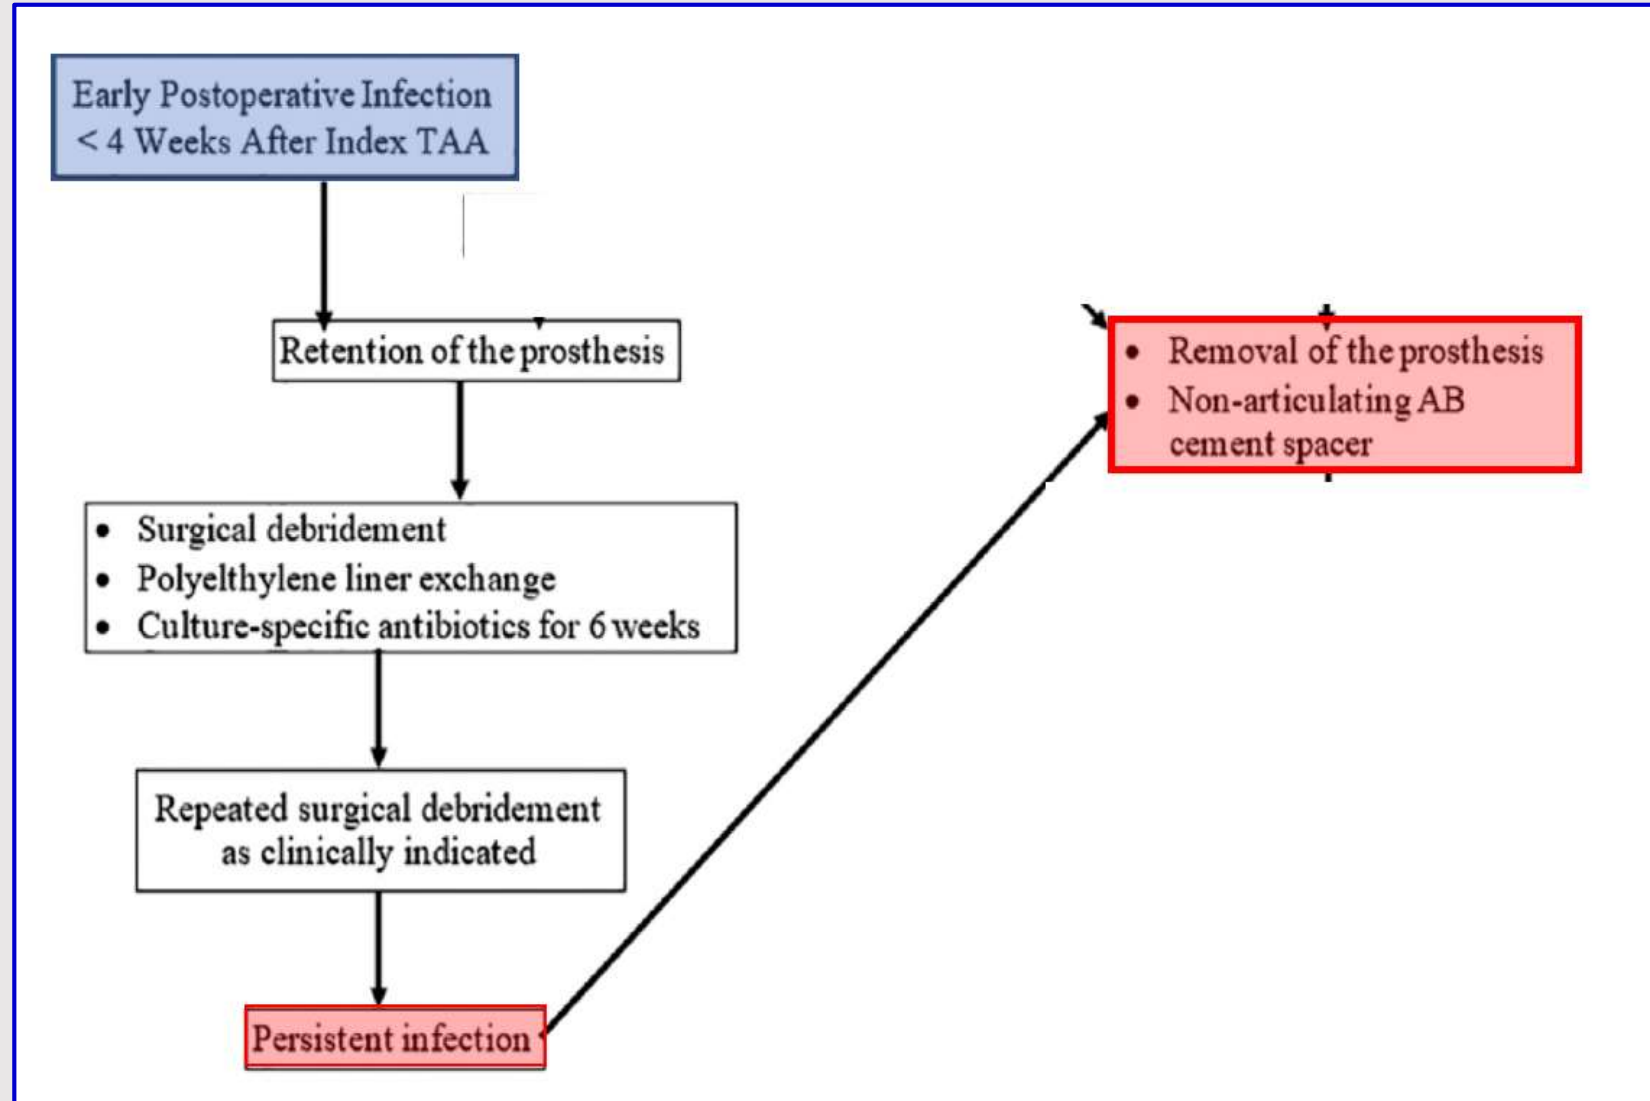 Early Postoperative Infection
< 4 Weeks After Index TAA
Retention of the prosthesis
• Surgical debridement
• Polyelthylene liner exchange
• Culture-specific antibiotics for 6 weeks
Repeated surgical debridement
as clinically indicated
Persistent infection
• Removal of the prosthesis
• Non-articulating AB
cement spacer